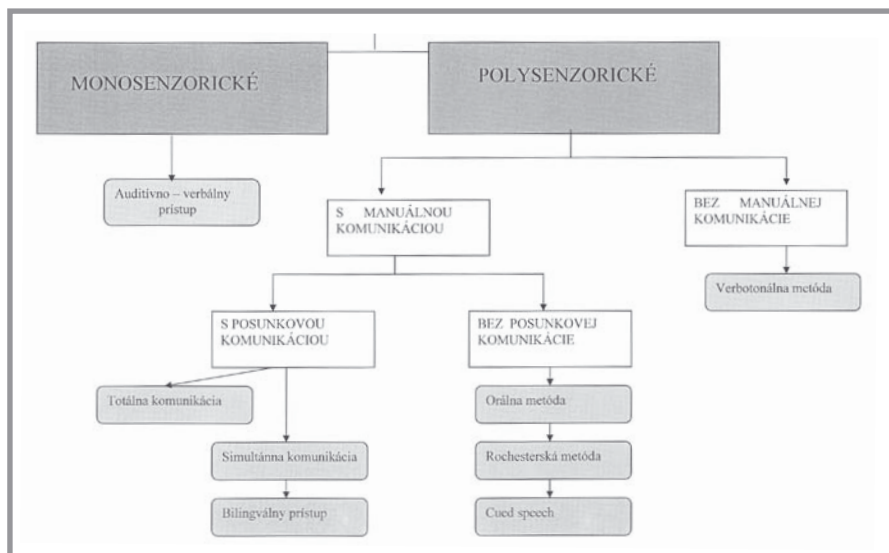 MONOSENZORICKÉ
POLYSENZORICKÉ
Auditívno – verbálny
prístup
S MANUÁLNOU
KOMUNIKÁCIOU
BEZ MANUÁLNEJ
KOMUNIKÁCIE
Verbotonálna metóda
S POSUNKOVOU
KOMUNIKÁCIOU
BEZ POSUNKOVEJ
KOMUNIKÁCIE
Totálna komunikácia
Orálna metóda
Simultánna komunikácia
Rochesterská metóda
Bilingválny prístup
Cued speech